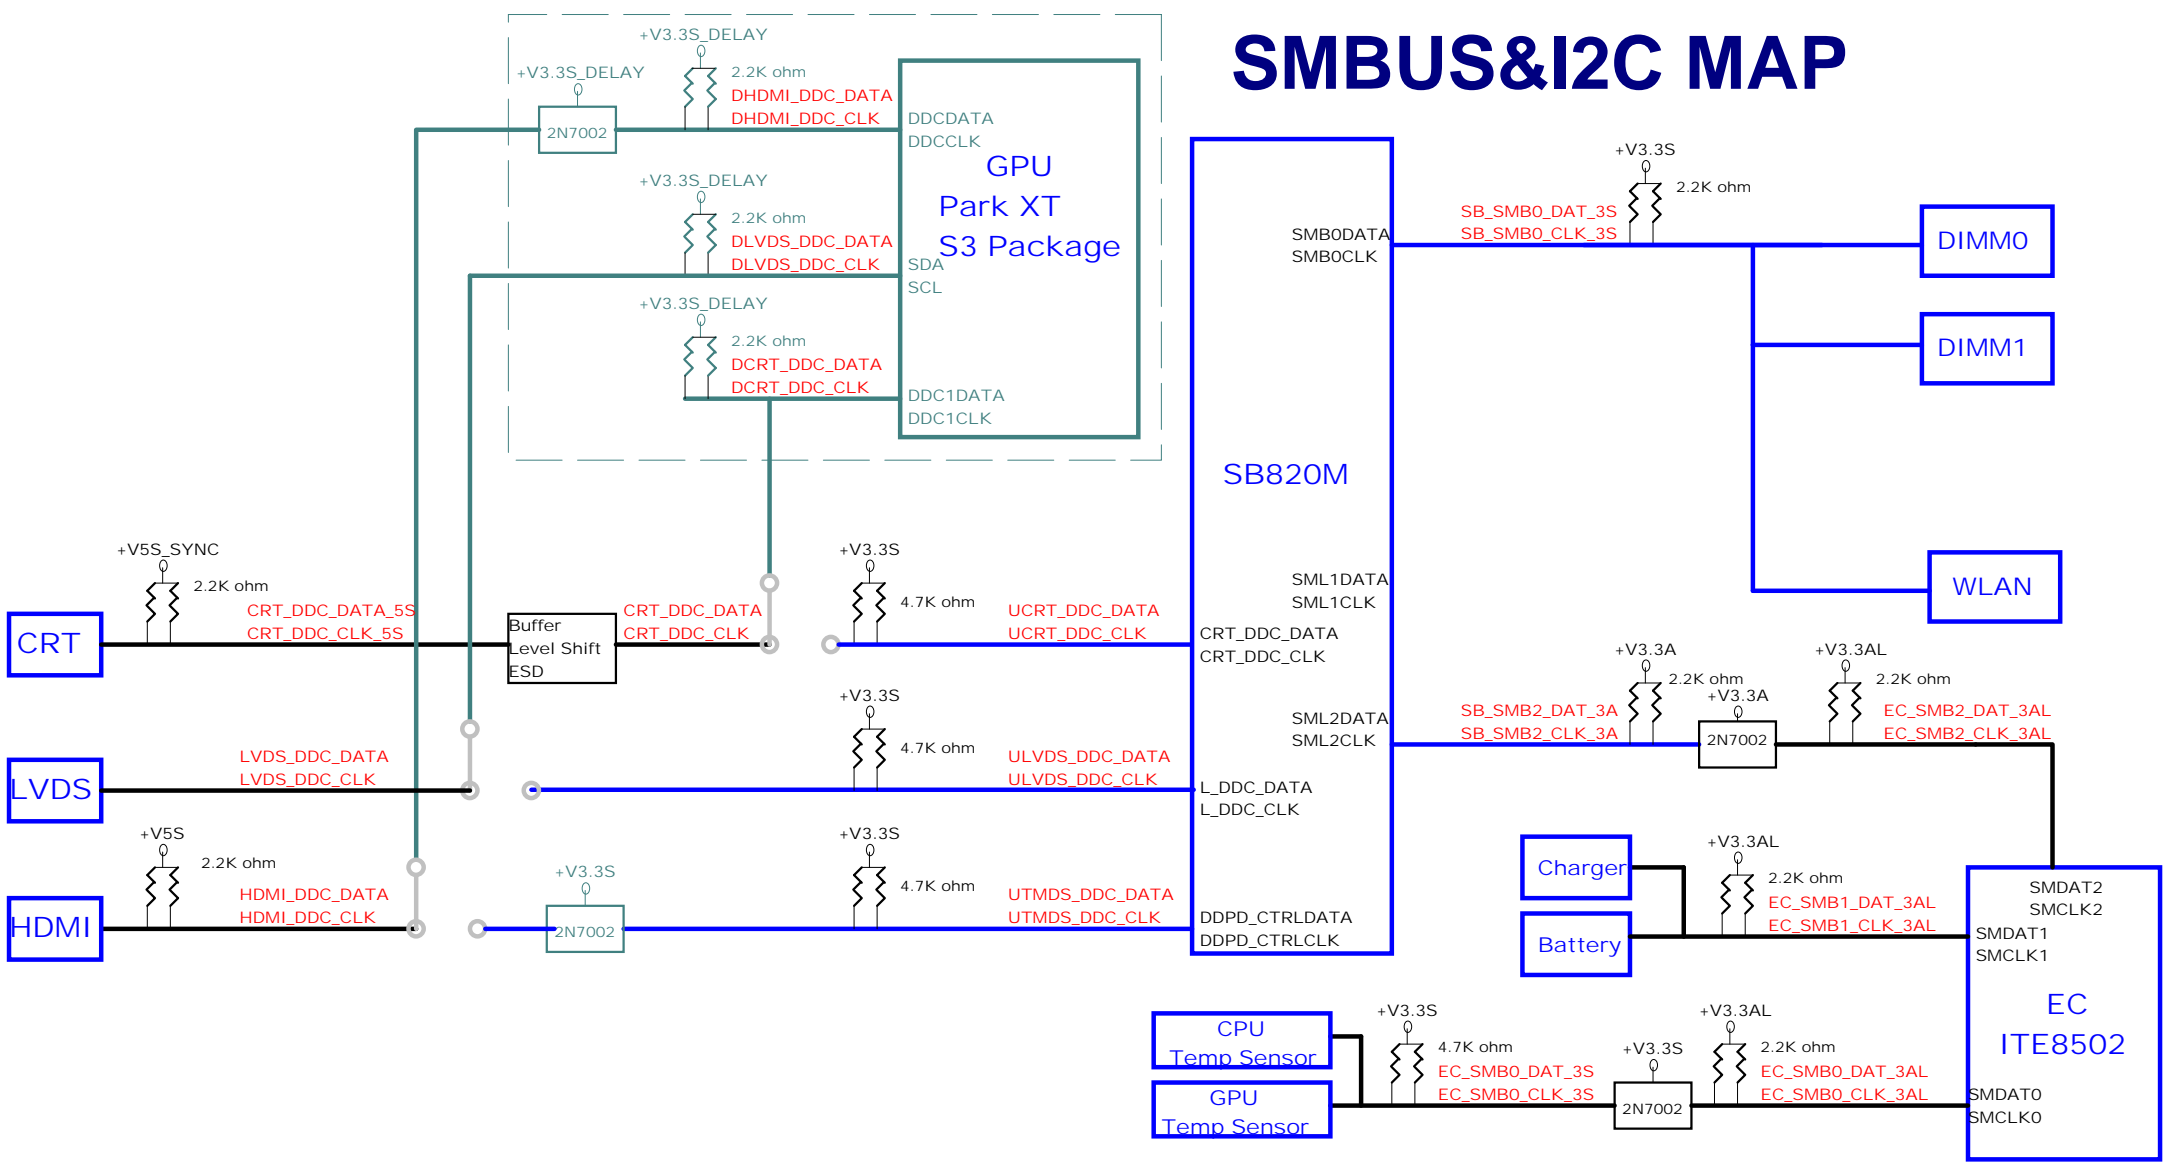 SMBUS&I2C MAP
+V3.3S_DELAY
+V3.3S_DELAY
2.2K ohm
DHDMI_DDC_DATA
DHDMI_DDC_CLK
2N7002
DDCDATA
DDCCLK
GPU
Park XT
S3 Package
+V3.3S_DELAY
2.2K ohm
DLVDS_DDC_DATA
DLVDS_DDC_CLK
SDA
SCL
+V3.3S_DELAY
2.2K ohm
DCRT_DDC_DATA
DCRT_DDC_CLK
DDC1DATA
DDC1CLK
+V3.3S
2.2K ohm
SB_SMB0_DAT_3S
SB_SMB0_CLK_3S
SMB0DATA
SMB0CLK
DIMM0
DIMM1
SB820M
WLAN
+V5S_SYNC
2.2K ohm
CRT_DDC_DATA_5S
CRT_DDC_CLK_5S
CRT
Buffer
Level Shift
ESD
CRT_DDC_DATA
CRT_DDC_CLK
+V3.3S
4.7K ohm
UCRT_DDC_DATA
UCRT_DDC_CLK
SML1DATA
SML1CLK
CRT_DDC_DATA
CRT_DDC_CLK
+V3.3A
2.2K ohm
+V3.3A
+V3.3AL
2.2K ohm
SB_SMB2_DAT_3A
SB_SMB2_CLK_3A
2N7002
EC_SMB2_DAT_3AL
EC_SMB2_CLK_3AL
SML2DATA
SML2CLK
LVDS
LVDS_DDC_DATA
LVDS_DDC_CLK
+V3.3S
4.7K ohm
ULVDS_DDC_DATA
ULVDS_DDC_CLK
L_DDC_DATA
L_DDC_CLK
+V5S
2.2K ohm
HDMI_DDC_DATA
HDMI_DDC_CLK
HDMI
+V3.3S
2N7002
+V3.3S
4.7K ohm
UTMDS_DDC_DATA
UTMDS_DDC_CLK
DDPD_CTRLDATA
DDPD_CTRLCLK
Charger
Battery
+V3.3AL
2.2K ohm
EC_SMB1_DAT_3AL
EC_SMB1_CLK_3AL
SMDAT2
SMCLK2
SMDAT1
SMCLK1
EC
ITE8502
CPU
Temp Sensor
GPU
Temp Sensor
+V3.3S
4.7K ohm
EC_SMB0_DAT_3S
EC_SMB0_CLK_3S
+V3.3S
2N7002
+V3.3AL
2.2K ohm
EC_SMB0_DAT_3AL
EC_SMB0_CLK_3AL
SMDAT0
SMCLK0